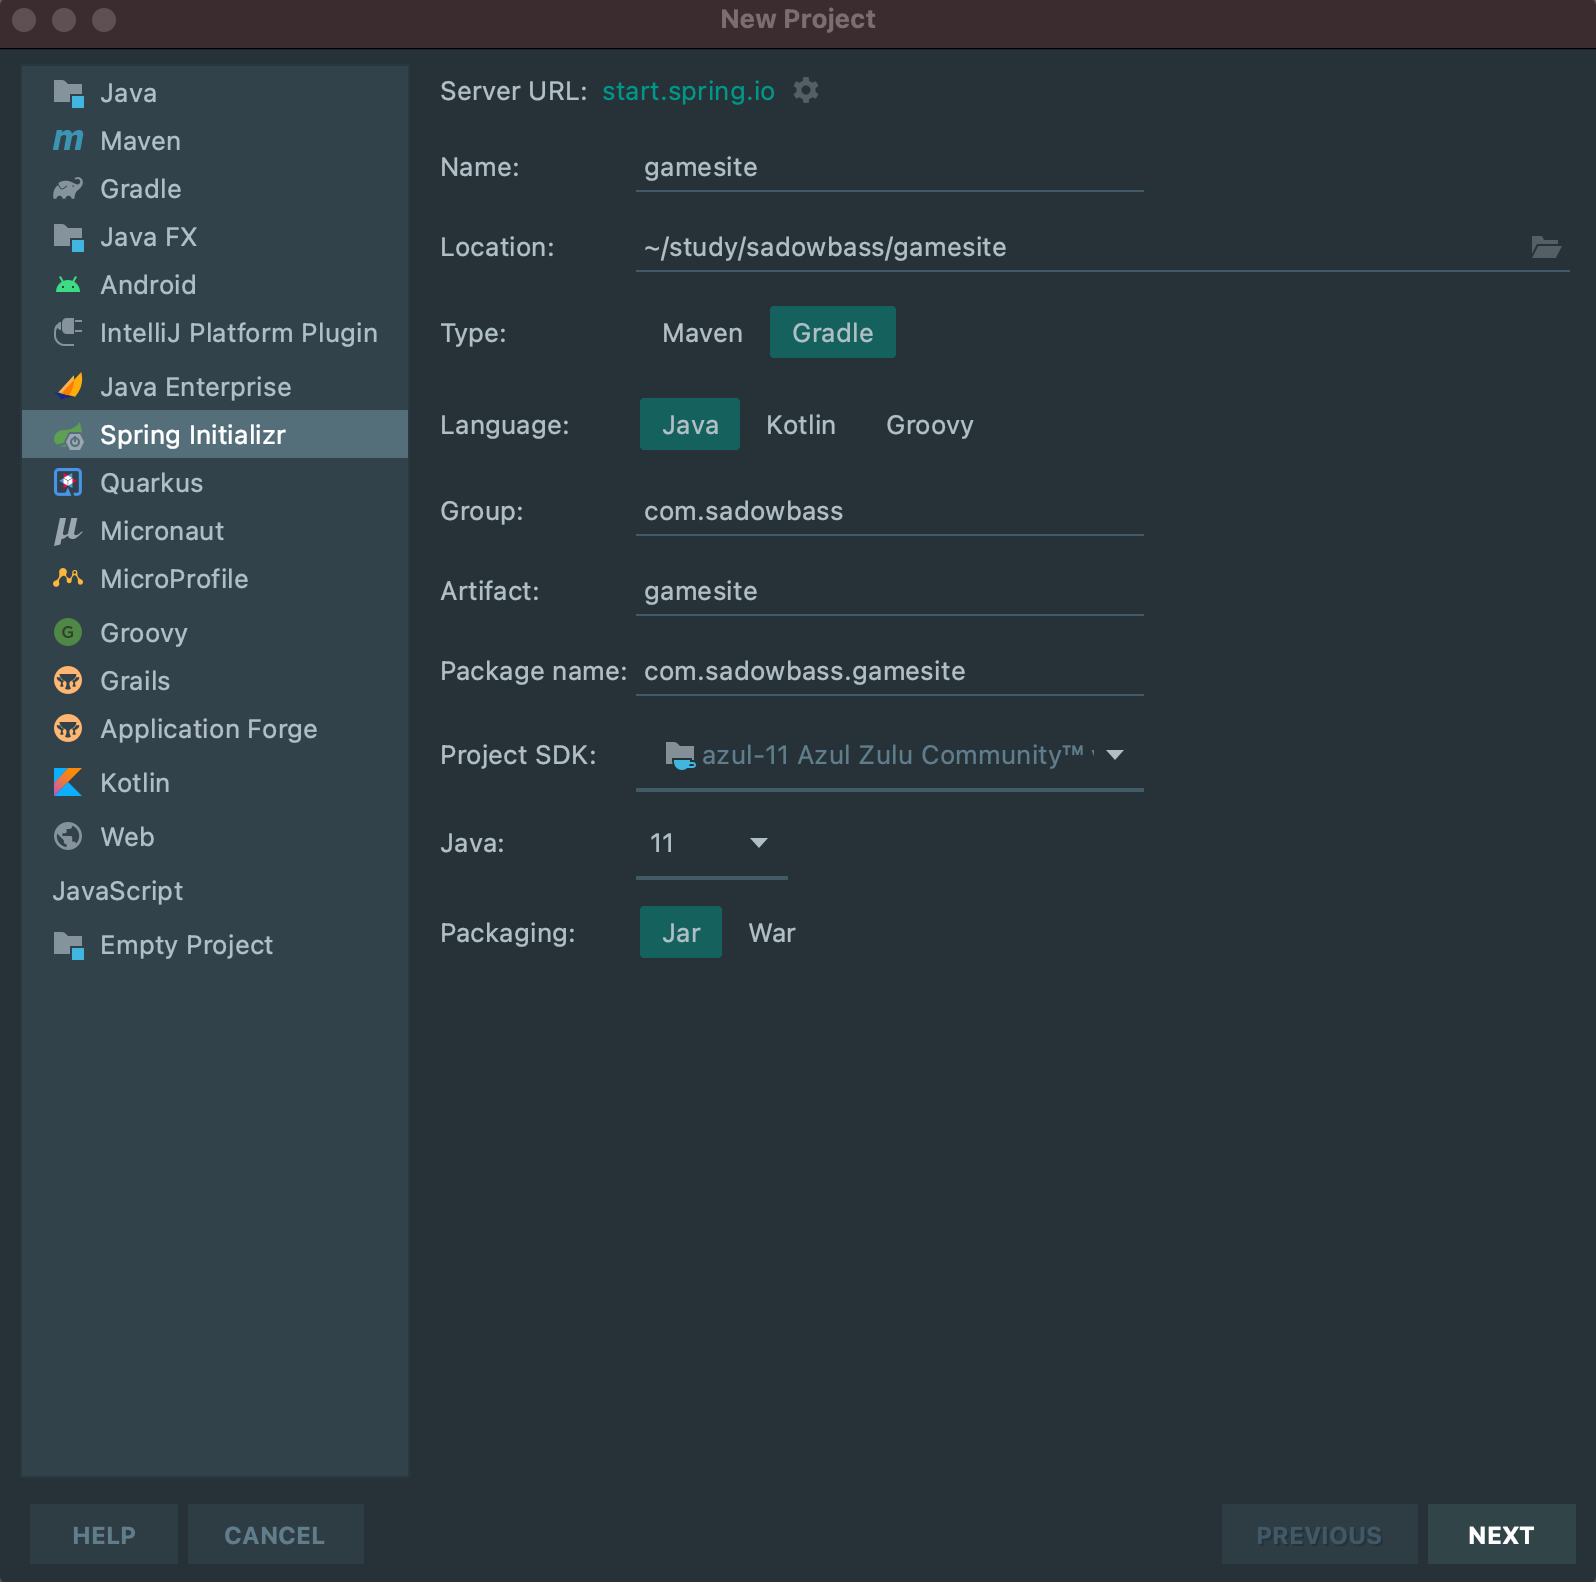 New Project
Java
Maven
Gradle
Java FX
Android
IntelliJ Platform Plugin
Java Enterprise
Spring Initializr
Quarkus
Micronaut
MicroProfile
Groovy
Grails
Application Forge
Kotlin
Web
JavaScript
Empty Project
Server URL: start.spring.io
Name: gamesite
Location: ~/study/sadowbass/gamesite
Type: Maven Gradle
Language: Java Kotlin Groovy
Group: com.sadowbass
Artifact: gamesite
Package name: com.sadowbass.gamesite
Project SDK: azul-11 Azul Zulu Community™
Java: 11
Packaging: Jar War
HELP CANCEL PREVIOUS NEXT